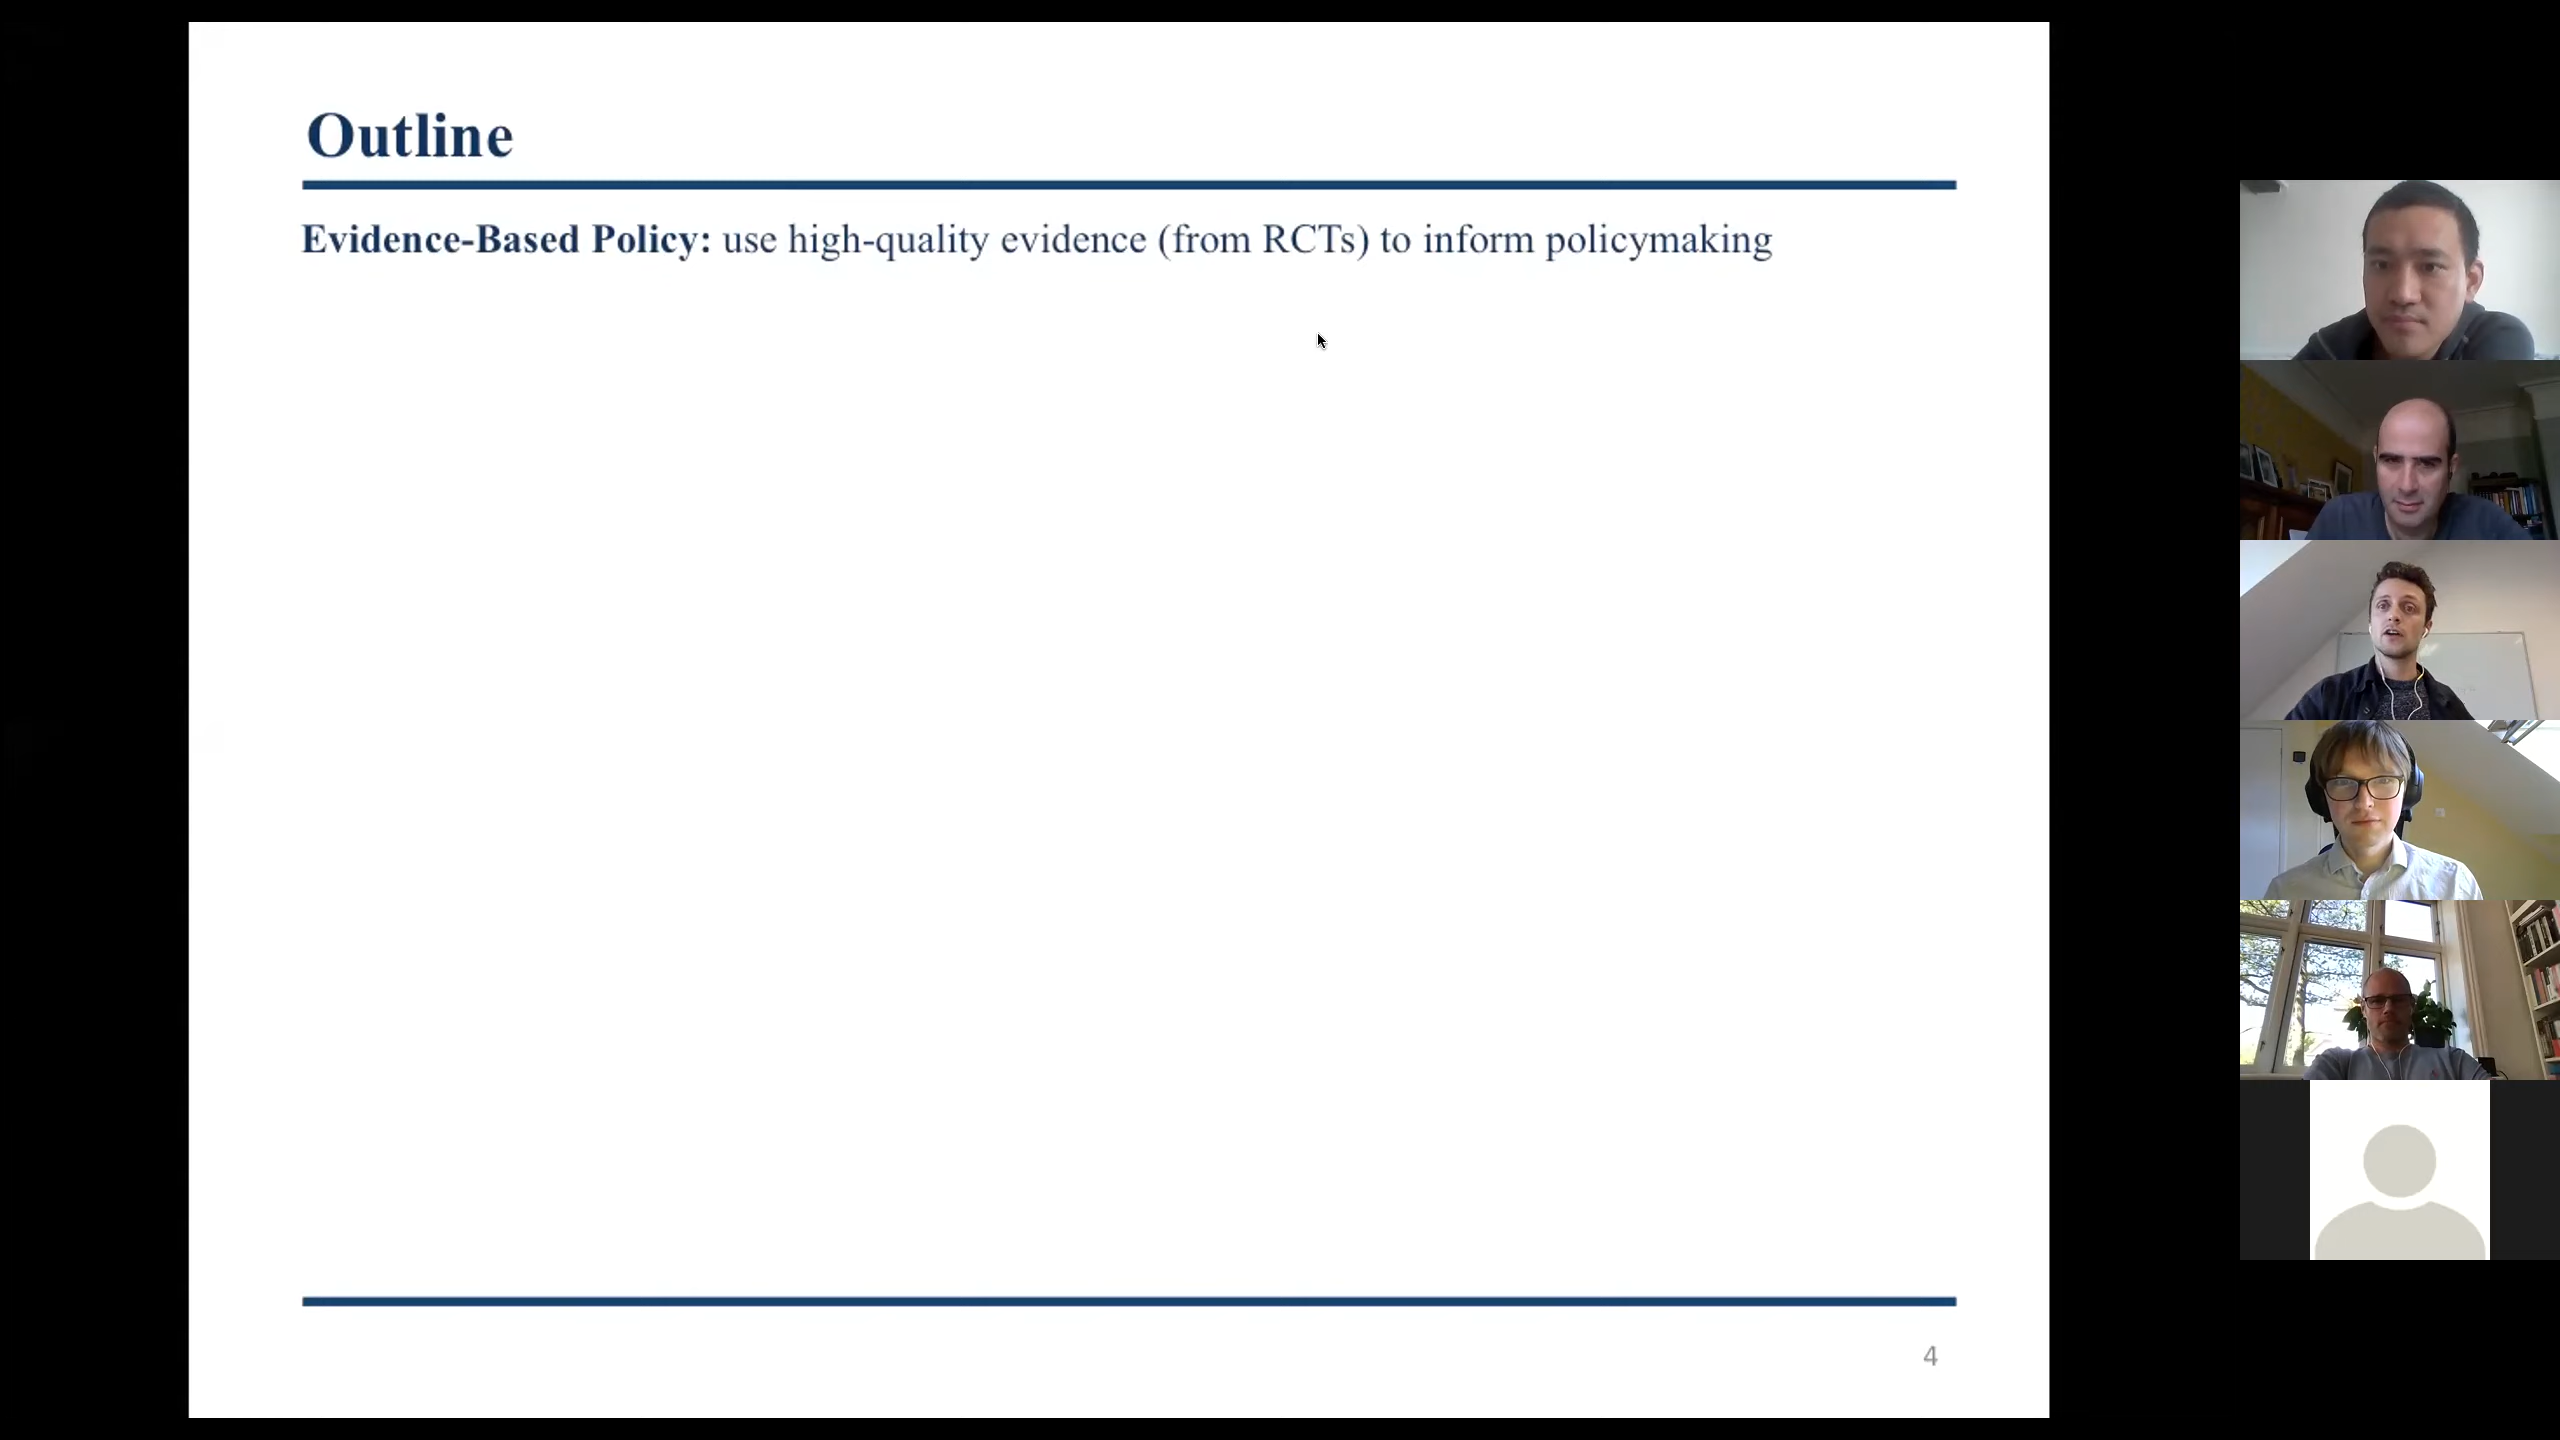 Outline
Evidence-Based Policy: use high-quality evidence (from RCTs) to inform policymaking
4